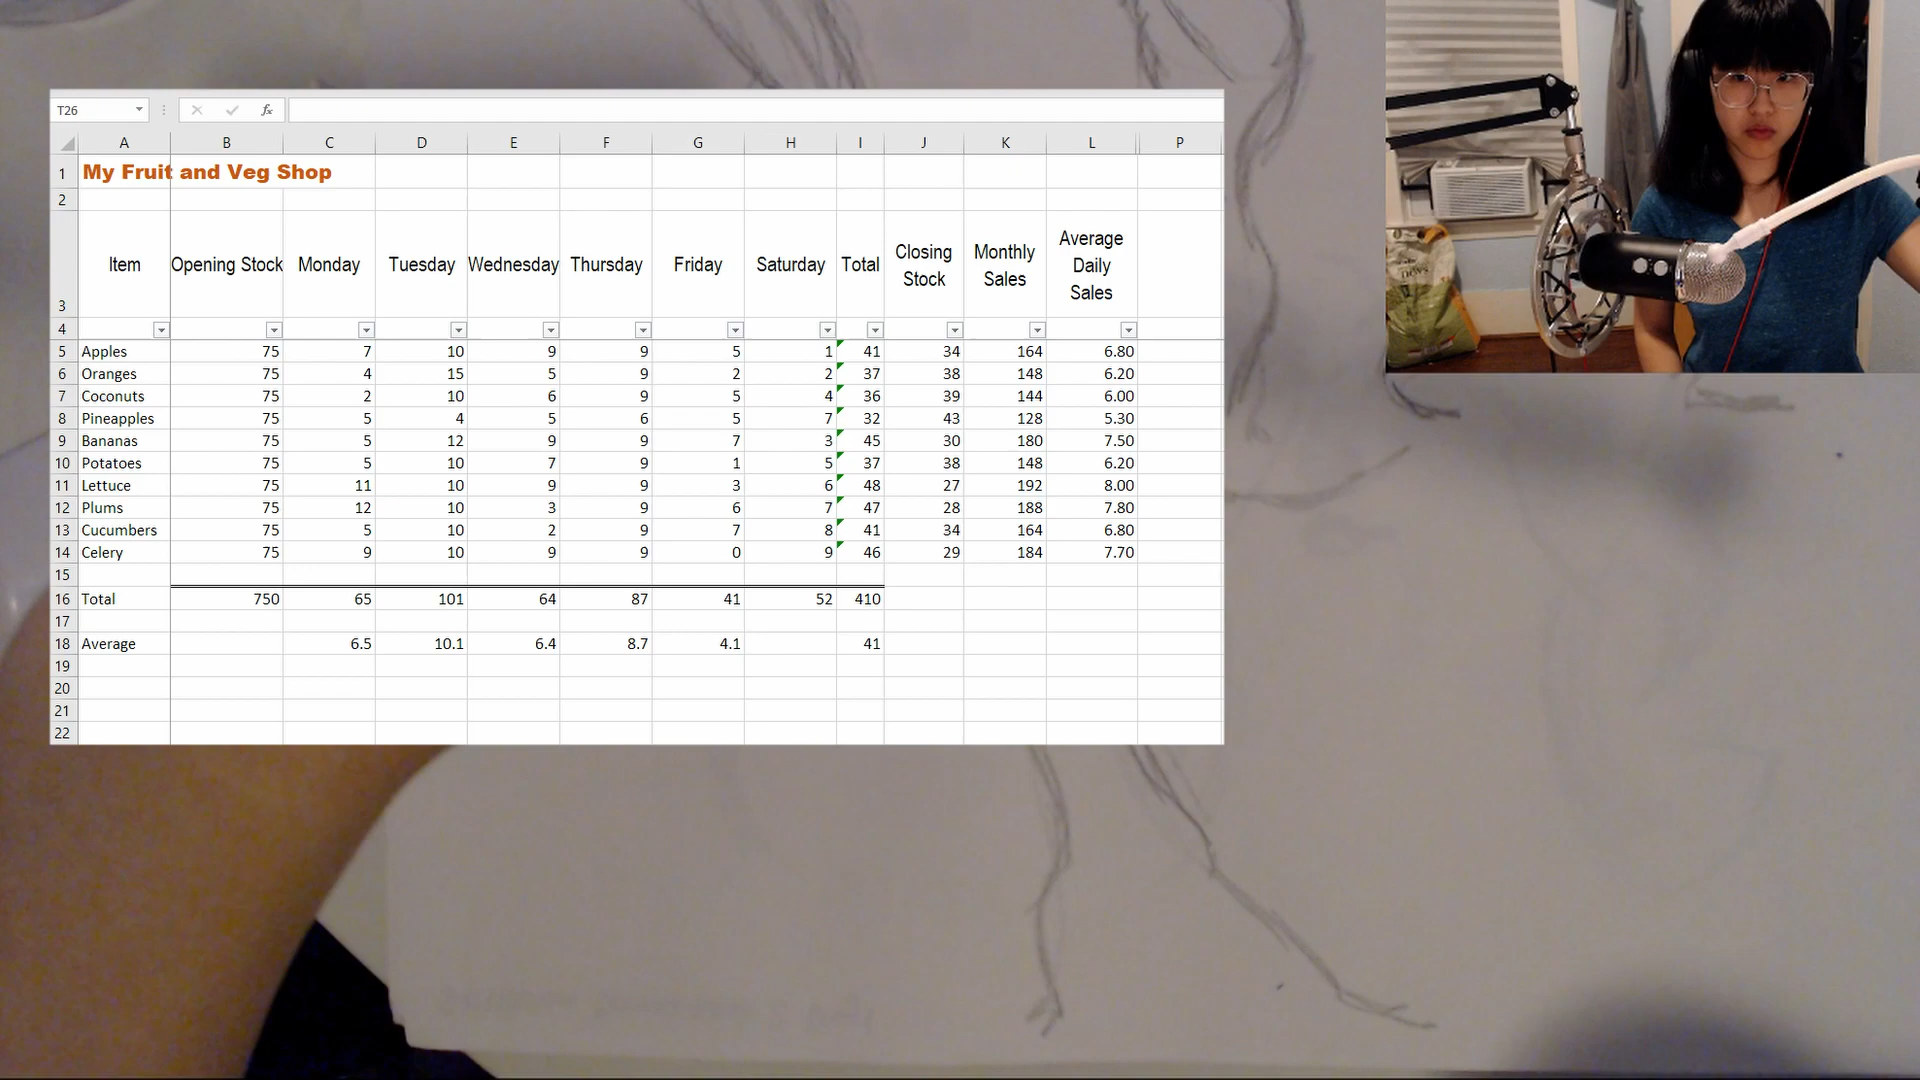 T26 fx
A B C D E F G H I J K L P
1 My Fruit and Veg Shop
2
3 Item Opening Stock Monday Tuesday Wednesday Thursday Friday Saturday Total Closing Stock Monthly Sales Average Daily Sales
4
5 Apples 75 7 10 9 9 5 1 41 34 164 6.80
6 Oranges 75 4 15 5 9 2 2 37 38 148 6.20
7 Coconuts 75 2 10 6 9 5 4 36 39 144 6.00
8 Pineapples 75 5 4 5 6 5 7 32 43 128 5.30
9 Bananas 75 5 12 9 9 7 3 45 30 180 7.50
10 Potatoes 75 5 10 7 9 1 5 37 38 148 6.20
11 Lettuce 75 11 10 9 9 3 6 48 27 192 8.00
12 Plums 75 12 10 3 9 6 7 47 28 188 7.80
13 Cucumbers 75 5 10 2 9 7 8 41 34 164 6.80
14 Celery 75 9 10 9 9 0 9 46 29 184 7.70
15
16 Total 750 65 101 64 87 41 52 410
17
18 Average 6.5 10.1 6.4 8.7 4.1 41
19
20
21
22